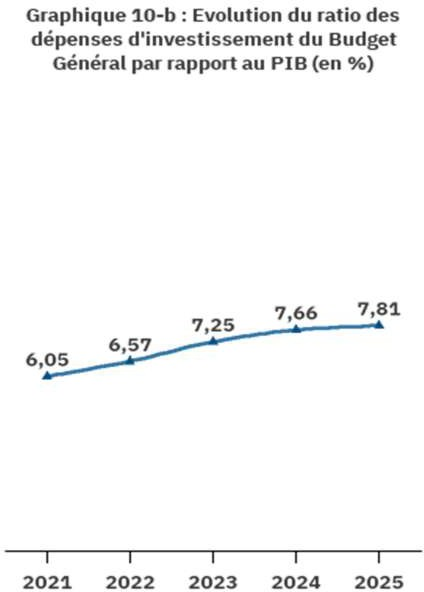 Graphique 10-b : Evolution du ratio des
dépenses d'investissement du Budget
Général par rapport au PIB (en %)
6,05
6,57
7,25
7,66
7,81
2021 2022 2023 2024 2025